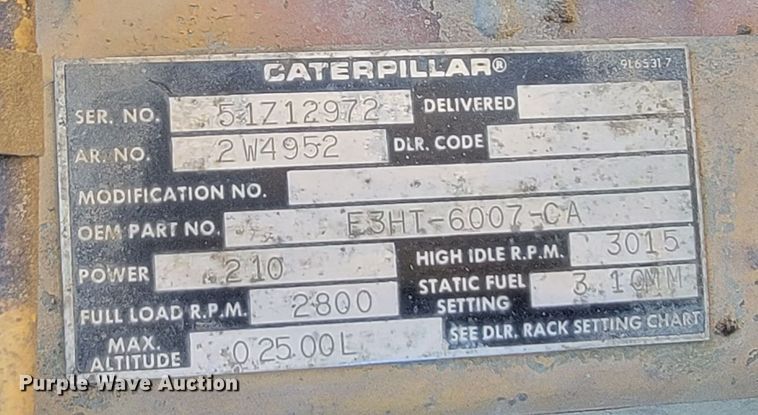 CATERPILLAR®
9L6531-7
SER. NO. 51Z12972 DELIVERED
AR. NO. 2W4952 DLR. CODE
MODIFICATION NO.
OEM PART NO. E3HT-6007-CA
POWER 210 HIGH IDLE R.P.M. 3015
FULL LOAD R.P.M. 2800 STATIC FUEL SETTING 3.10MM
MAX. ALTITUDE 02500L SEE DLR. RACK SETTING CHART
Purple Wave Auction